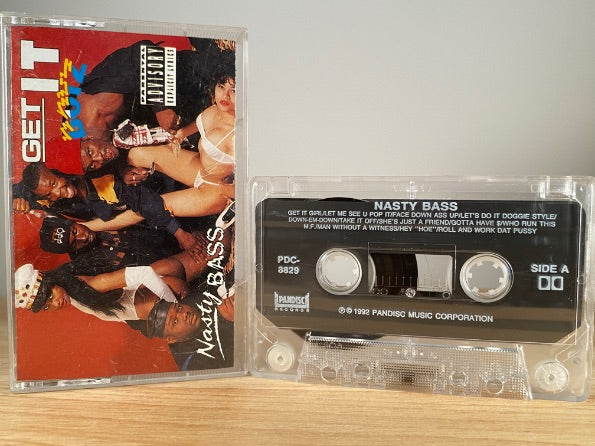 GET IT
PARENTAL
ADVISORY
EXPLICIT LYRICS
Nasty BASS
NASTY BASS
GET IT GIRL/LET ME SEE U POP IT/FACE DOWN ASS UP/LET'S DO IT DOGGIE STYLE/
DOWN-EM-DOWN/TAKE IT OFF/SHE'S JUST A FRIEND/GOTTA HAVE $/WHO RUN THIS
M.F./MAN WITHOUT A WITNESS/HEY "HOE"/ROLL AND WORK DAT PUSSY
PDC-
8829
SIDE A
PANDISC
RECORDS
℗ © 1992 PANDISC MUSIC CORPORATION